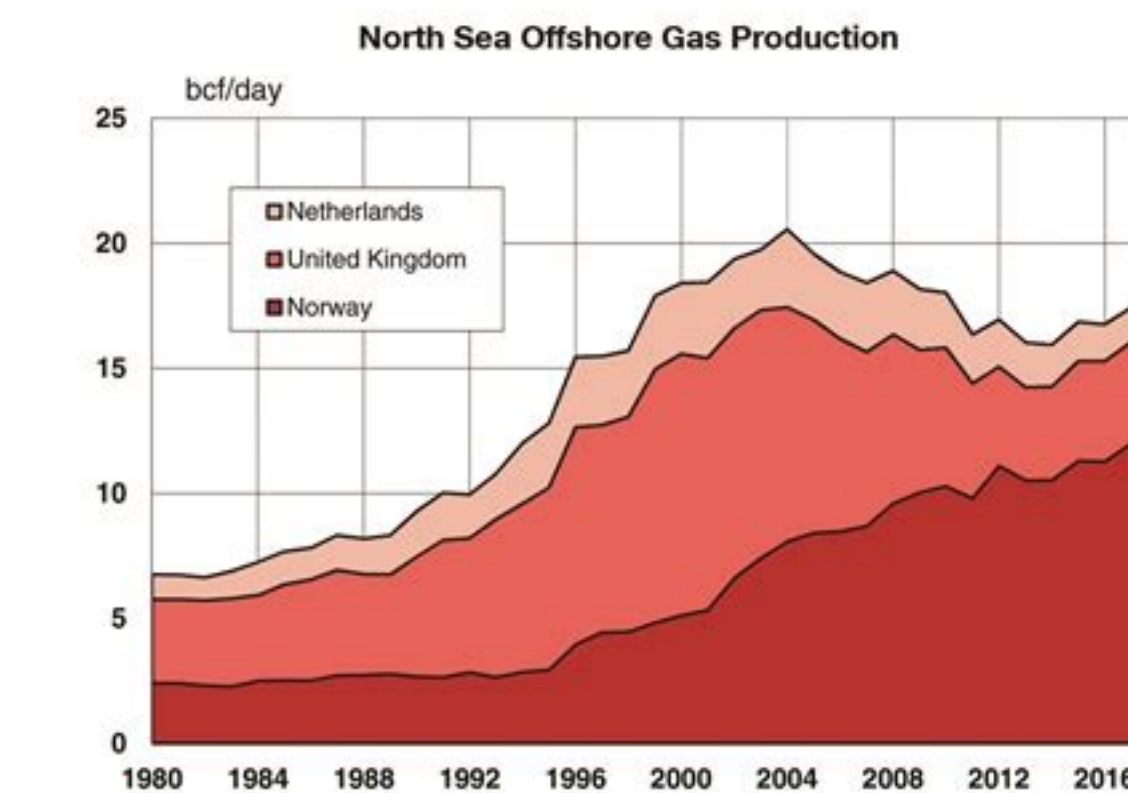 North Sea Offshore Gas Production
bcf/day
25
Netherlands
20
United Kingdom
Norway
15
10
5
0
1980 1984 1988 1992 1996 2000 2004 2008 2012 2016